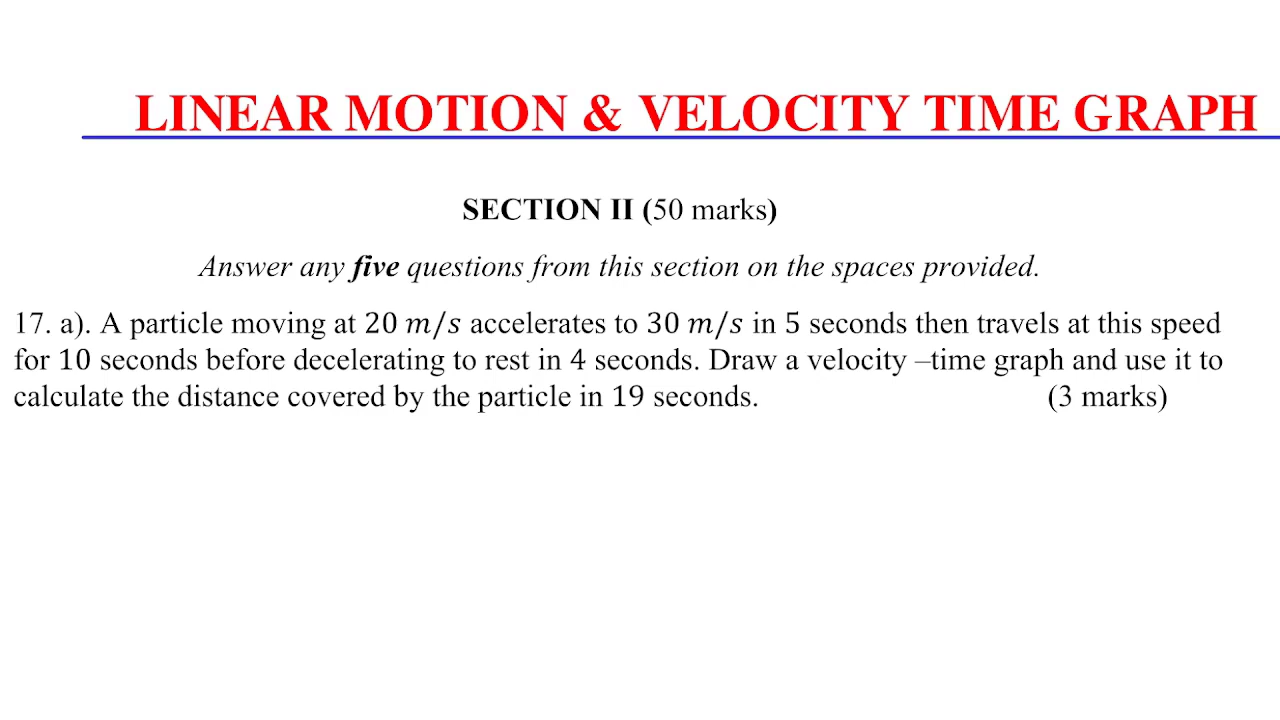 LINEAR MOTION & VELOCITY TIME GRAPH
SECTION II (50 marks)
Answer any five questions from this section on the spaces provided.
17. a). A particle moving at 20 m/s accelerates to 30 m/s in 5 seconds then travels at this speed
for 10 seconds before decelerating to rest in 4 seconds. Draw a velocity –time graph and use it to
calculate the distance covered by the particle in 19 seconds. (3 marks)